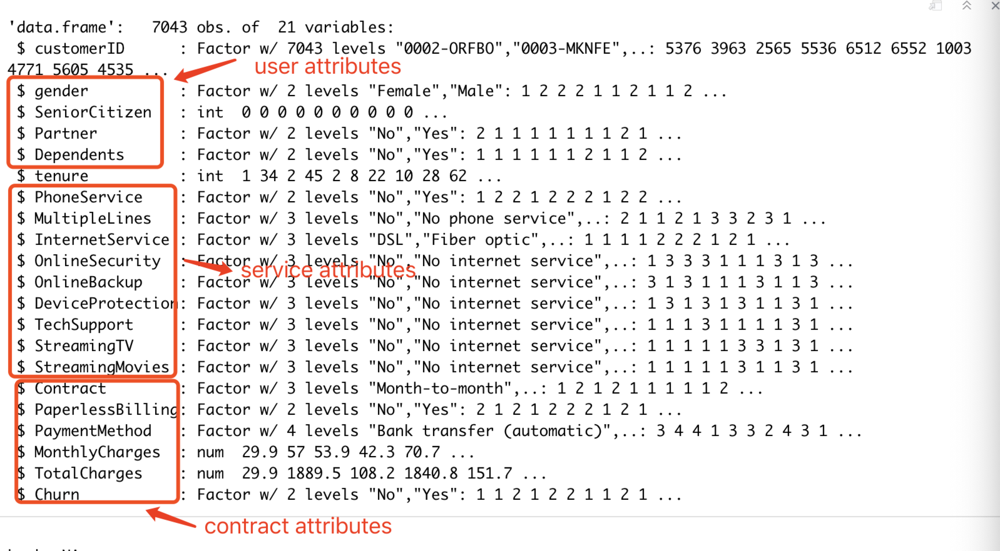 'data.frame':   7043 obs. of  21 variables:
$ customerID      : Factor w/ 7043 levels "0002-ORFBO","0003-MKNFE",..: 5376 3963 2565 5536 6512 6552 1003
4771 5605 4535 ...
user attributes
$ gender          : Factor w/ 2 levels "Female","Male": 1 2 2 2 1 1 2 1 1 2 ...
$ SeniorCitizen   : int  0 0 0 0 0 0 0 0 0 0 ...
$ Partner         : Factor w/ 2 levels "No","Yes": 2 1 1 1 1 1 1 1 2 1 ...
$ Dependents      : Factor w/ 2 levels "No","Yes": 1 1 1 1 1 1 2 1 1 2 ...
$ tenure          : int  1 34 2 45 2 8 22 10 28 62 ...
$ PhoneService    : Factor w/ 2 levels "No","Yes": 1 2 2 1 2 2 2 1 2 2 ...
$ MultipleLines   : Factor w/ 3 levels "No","No phone service",..: 2 1 1 2 1 3 3 2 3 1 ...
$ InternetService : Factor w/ 3 levels "DSL","Fiber optic",..: 1 1 1 1 2 2 2 1 2 1 ...
$ OnlineSecurity  : Factor w/ 3 levels "No","No internet service",..: 1 3 3 3 1 1 1 3 1 3 ...
service attributes
$ OnlineBackup    : Factor w/ 3 levels "No","No internet service",..: 3 1 3 1 1 1 3 1 1 3 ...
$ DeviceProtection: Factor w/ 3 levels "No","No internet service",..: 1 3 1 3 1 3 1 1 3 1 ...
$ TechSupport     : Factor w/ 3 levels "No","No internet service",..: 1 1 1 3 1 1 1 1 3 1 ...
$ StreamingTV     : Factor w/ 3 levels "No","No internet service",..: 1 1 1 1 1 3 3 1 3 1 ...
$ StreamingMovies : Factor w/ 3 levels "No","No internet service",..: 1 1 1 1 1 3 1 1 3 1 ...
$ Contract        : Factor w/ 3 levels "Month-to-month",..: 1 2 1 2 1 1 1 1 1 2 ...
$ PaperlessBilling: Factor w/ 2 levels "No","Yes": 2 1 2 1 2 2 2 1 2 1 ...
$ PaymentMethod   : Factor w/ 4 levels "Bank transfer (automatic)",..: 3 4 4 1 3 3 2 4 3 1 ...
$ MonthlyCharges  : num  29.9 57 53.9 42.3 70.7 ...
$ TotalCharges    : num  29.9 1889.5 108.2 1840.8 151.7 ...
$ Churn           : Factor w/ 2 levels "No","Yes": 1 1 2 1 2 2 1 1 2 1 ...
contract attributes